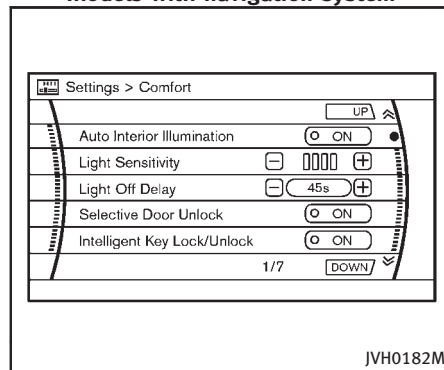 models with navigation system
Settings > Comfort
UP
Auto Interior Illumination ON
Light Sensitivity
Light Off Delay 45s
Selective Door Unlock ON
Intelligent Key Lock/Unlock ON
1/7 DOWN
JVH0182M